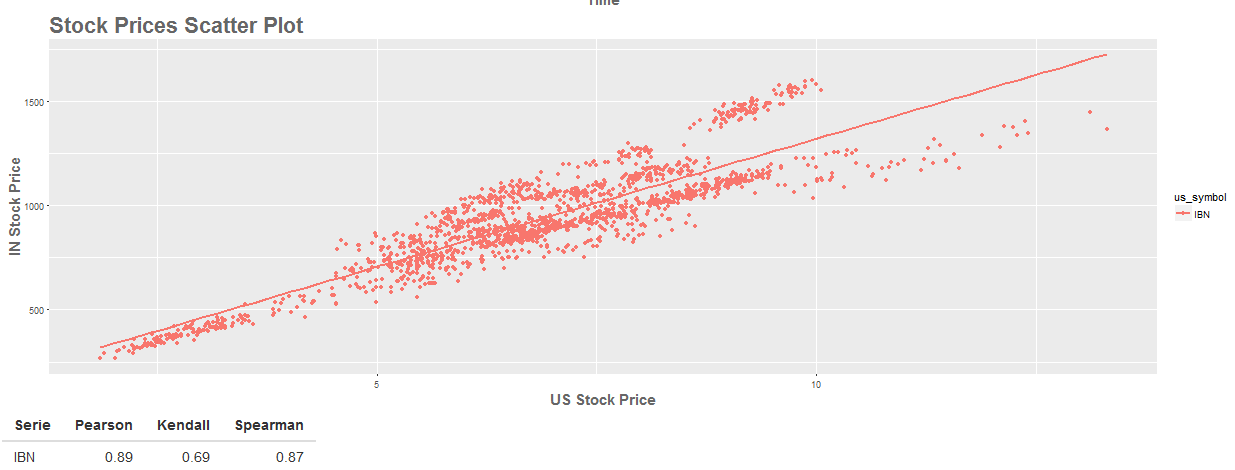 Time
Stock Prices Scatter Plot
IN Stock Price
1500
1000
500
5
10
US Stock Price
us_symbol
IBN
Serie Pearson Kendall Spearman
IBN 0.89 0.69 0.87